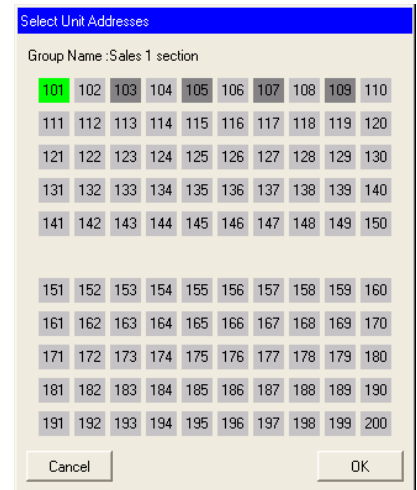 Select Unit Addresses
Group Name :Sales 1 section
101 102 103 104 105 106 107 108 109 110
111 112 113 114 115 116 117 118 119 120
121 122 123 124 125 126 127 128 129 130
131 132 133 134 135 136 137 138 139 140
141 142 143 144 145 146 147 148 149 150
151 152 153 154 155 156 157 158 159 160
161 162 163 164 165 166 167 168 169 170
171 172 173 174 175 176 177 178 179 180
181 182 183 184 185 186 187 188 189 190
191 192 193 194 195 196 197 198 199 200
Cancel OK